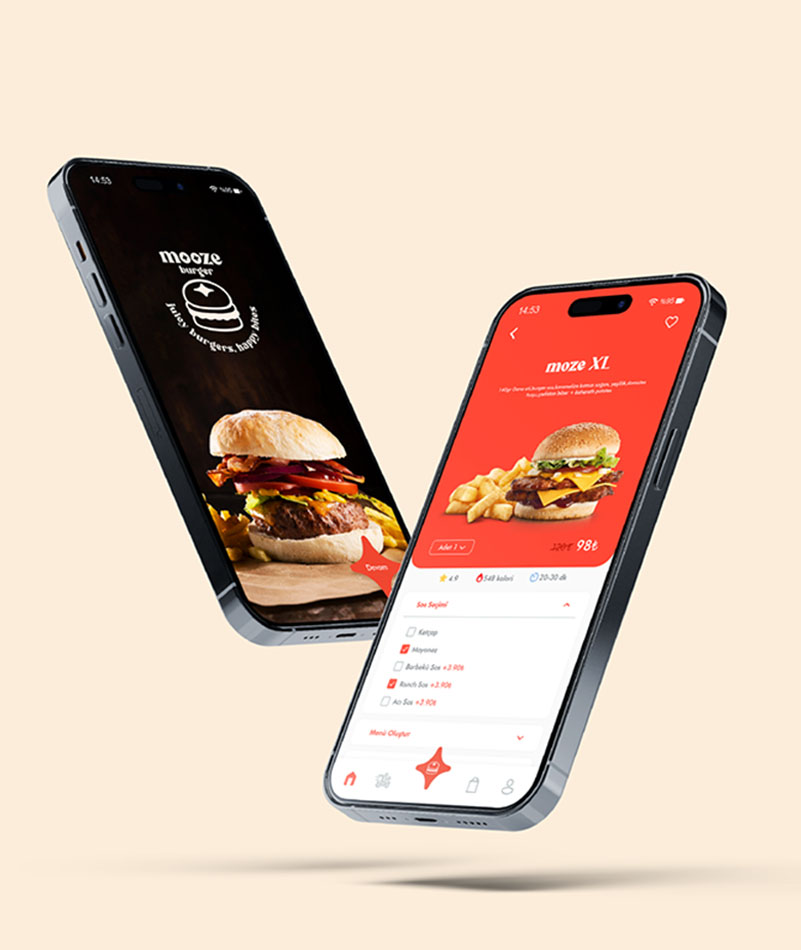 14:53
%95
mooze
burger
juicy burgers, happy bites
Devam
14:53
%95
moze XL
Adet 1
98₺
4.9
548 kalori
20-30 dk
Sos Seçimi
Ketçap
Mayonez
Barbekü Sos +3.90₺
Ranch Sos +3.90₺
Acı Sos +3.90₺
Menü Oluştur